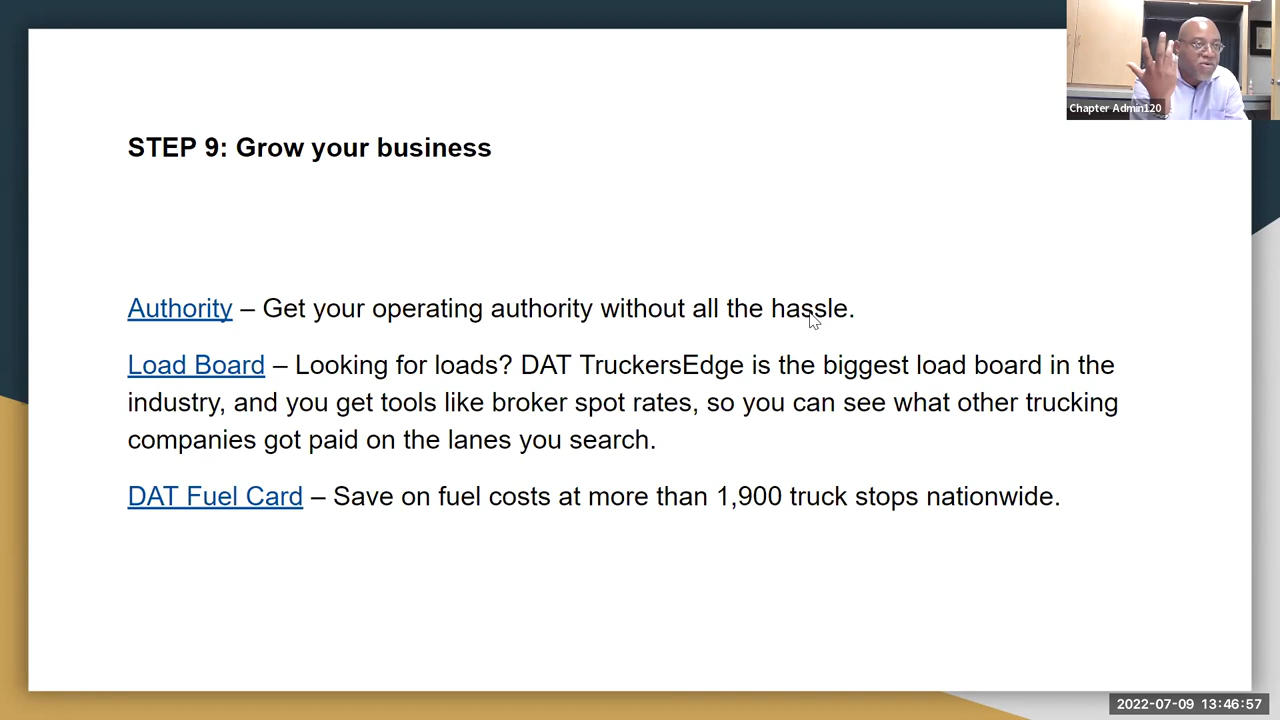 Chapter Admin120
STEP 9: Grow your business
Authority – Get your operating authority without all the hassle.
Load Board – Looking for loads? DAT TruckersEdge is the biggest load board in the
industry, and you get tools like broker spot rates, so you can see what other trucking
companies got paid on the lanes you search.
DAT Fuel Card – Save on fuel costs at more than 1,900 truck stops nationwide.
2022-07-09 13:46:57